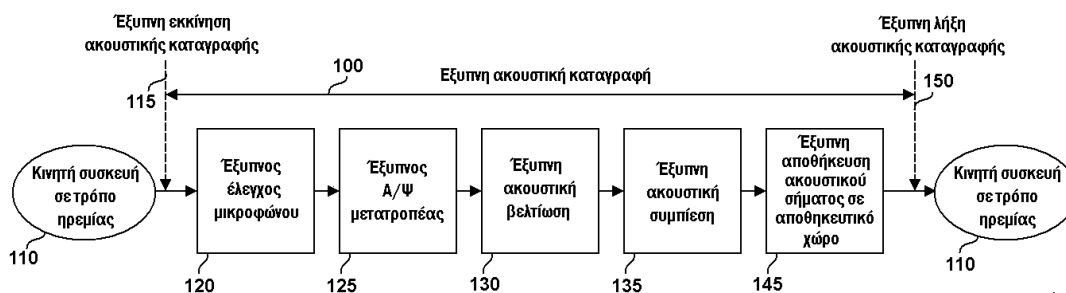 Έξυπνη εκκίνηση
ακουστικής καταγραφής
Έξυπνη λήξη
ακουστικής καταγραφής
100
Εξυπνη ακουστική καταγραφή
115
150
Κινητή συσκευή
σε τρόπο
ηρεμίας
Έξυπνος
έλεγχος
μικροφώνου
Έξυπνος
Α/Ψ
μετατροπέας
Έξυπνη
ακουστική
βελτίωση
Έξυπνη
ακουστική
συμπίεση
Έξυπνη
αποθήκευση
ακουστικού
σήματος σε
αποθηκευτικό
χώρο
Κινητή συσκευή
σε τρόπο
ηρεμίας
110
120
125
130
135
145
110